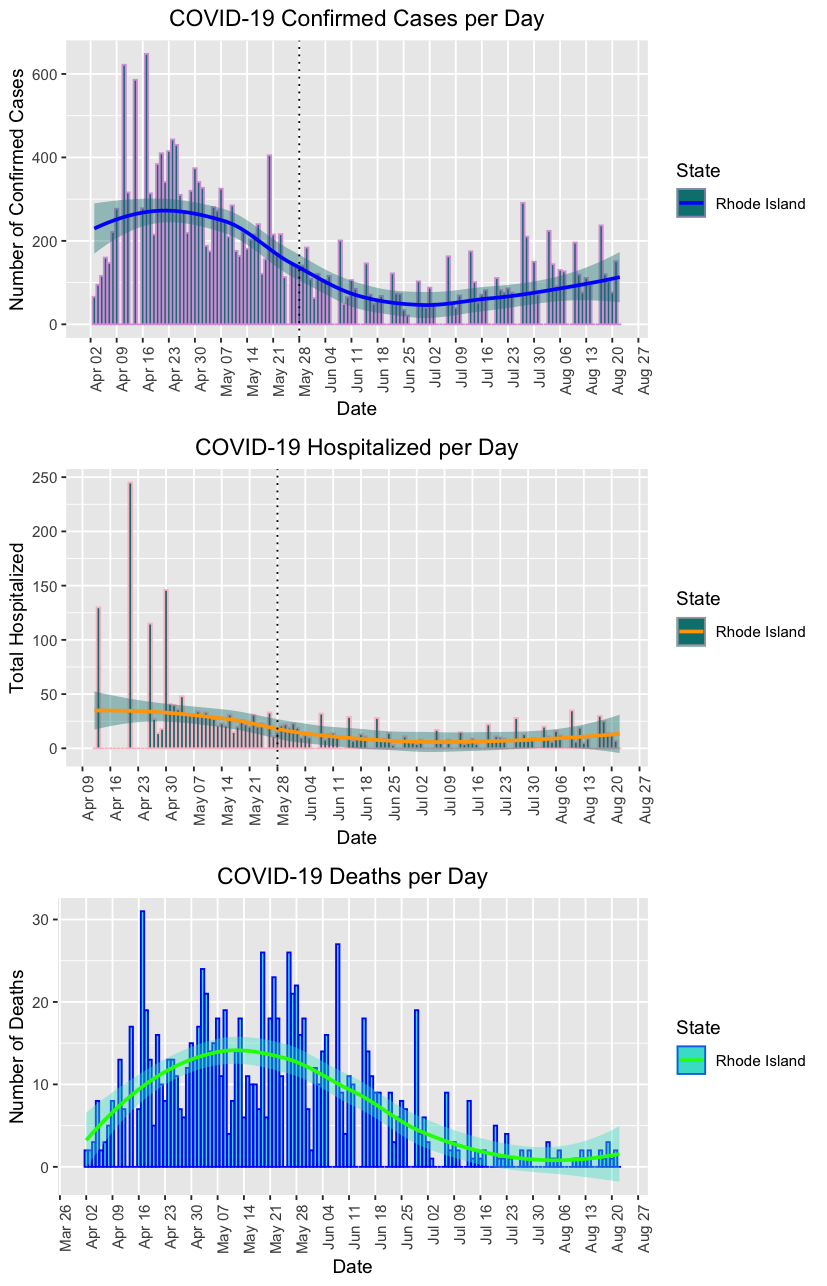 COVID-19 Confirmed Cases per Day
Number of Confirmed Cases
600
400
200
0
Apr 02
Apr 09
Apr 16
Apr 23
Apr 30
May 07
May 14
May 21
May 28
Jun 04
Jun 11
Jun 18
Jun 25
Jul 02
Jul 09
Jul 16
Jul 23
Jul 30
Aug 06
Aug 13
Aug 20
Aug 27
Date
State
Rhode Island
COVID-19 Hospitalized per Day
Total Hospitalized
250
200
150
100
50
0
Apr 09
Apr 16
Apr 23
Apr 30
May 07
May 14
May 21
May 28
Jun 04
Jun 11
Jun 18
Jun 25
Jul 02
Jul 09
Jul 16
Jul 23
Jul 30
Aug 06
Aug 13
Aug 20
Aug 27
Date
State
Rhode Island
COVID-19 Deaths per Day
Number of Deaths
30
20
10
0
Mar 26
Apr 02
Apr 09
Apr 16
Apr 23
Apr 30
May 07
May 14
May 21
May 28
Jun 04
Jun 11
Jun 18
Jun 25
Jul 02
Jul 09
Jul 16
Jul 23
Jul 30
Aug 06
Aug 13
Aug 20
Aug 27
Date
State
Rhode Island